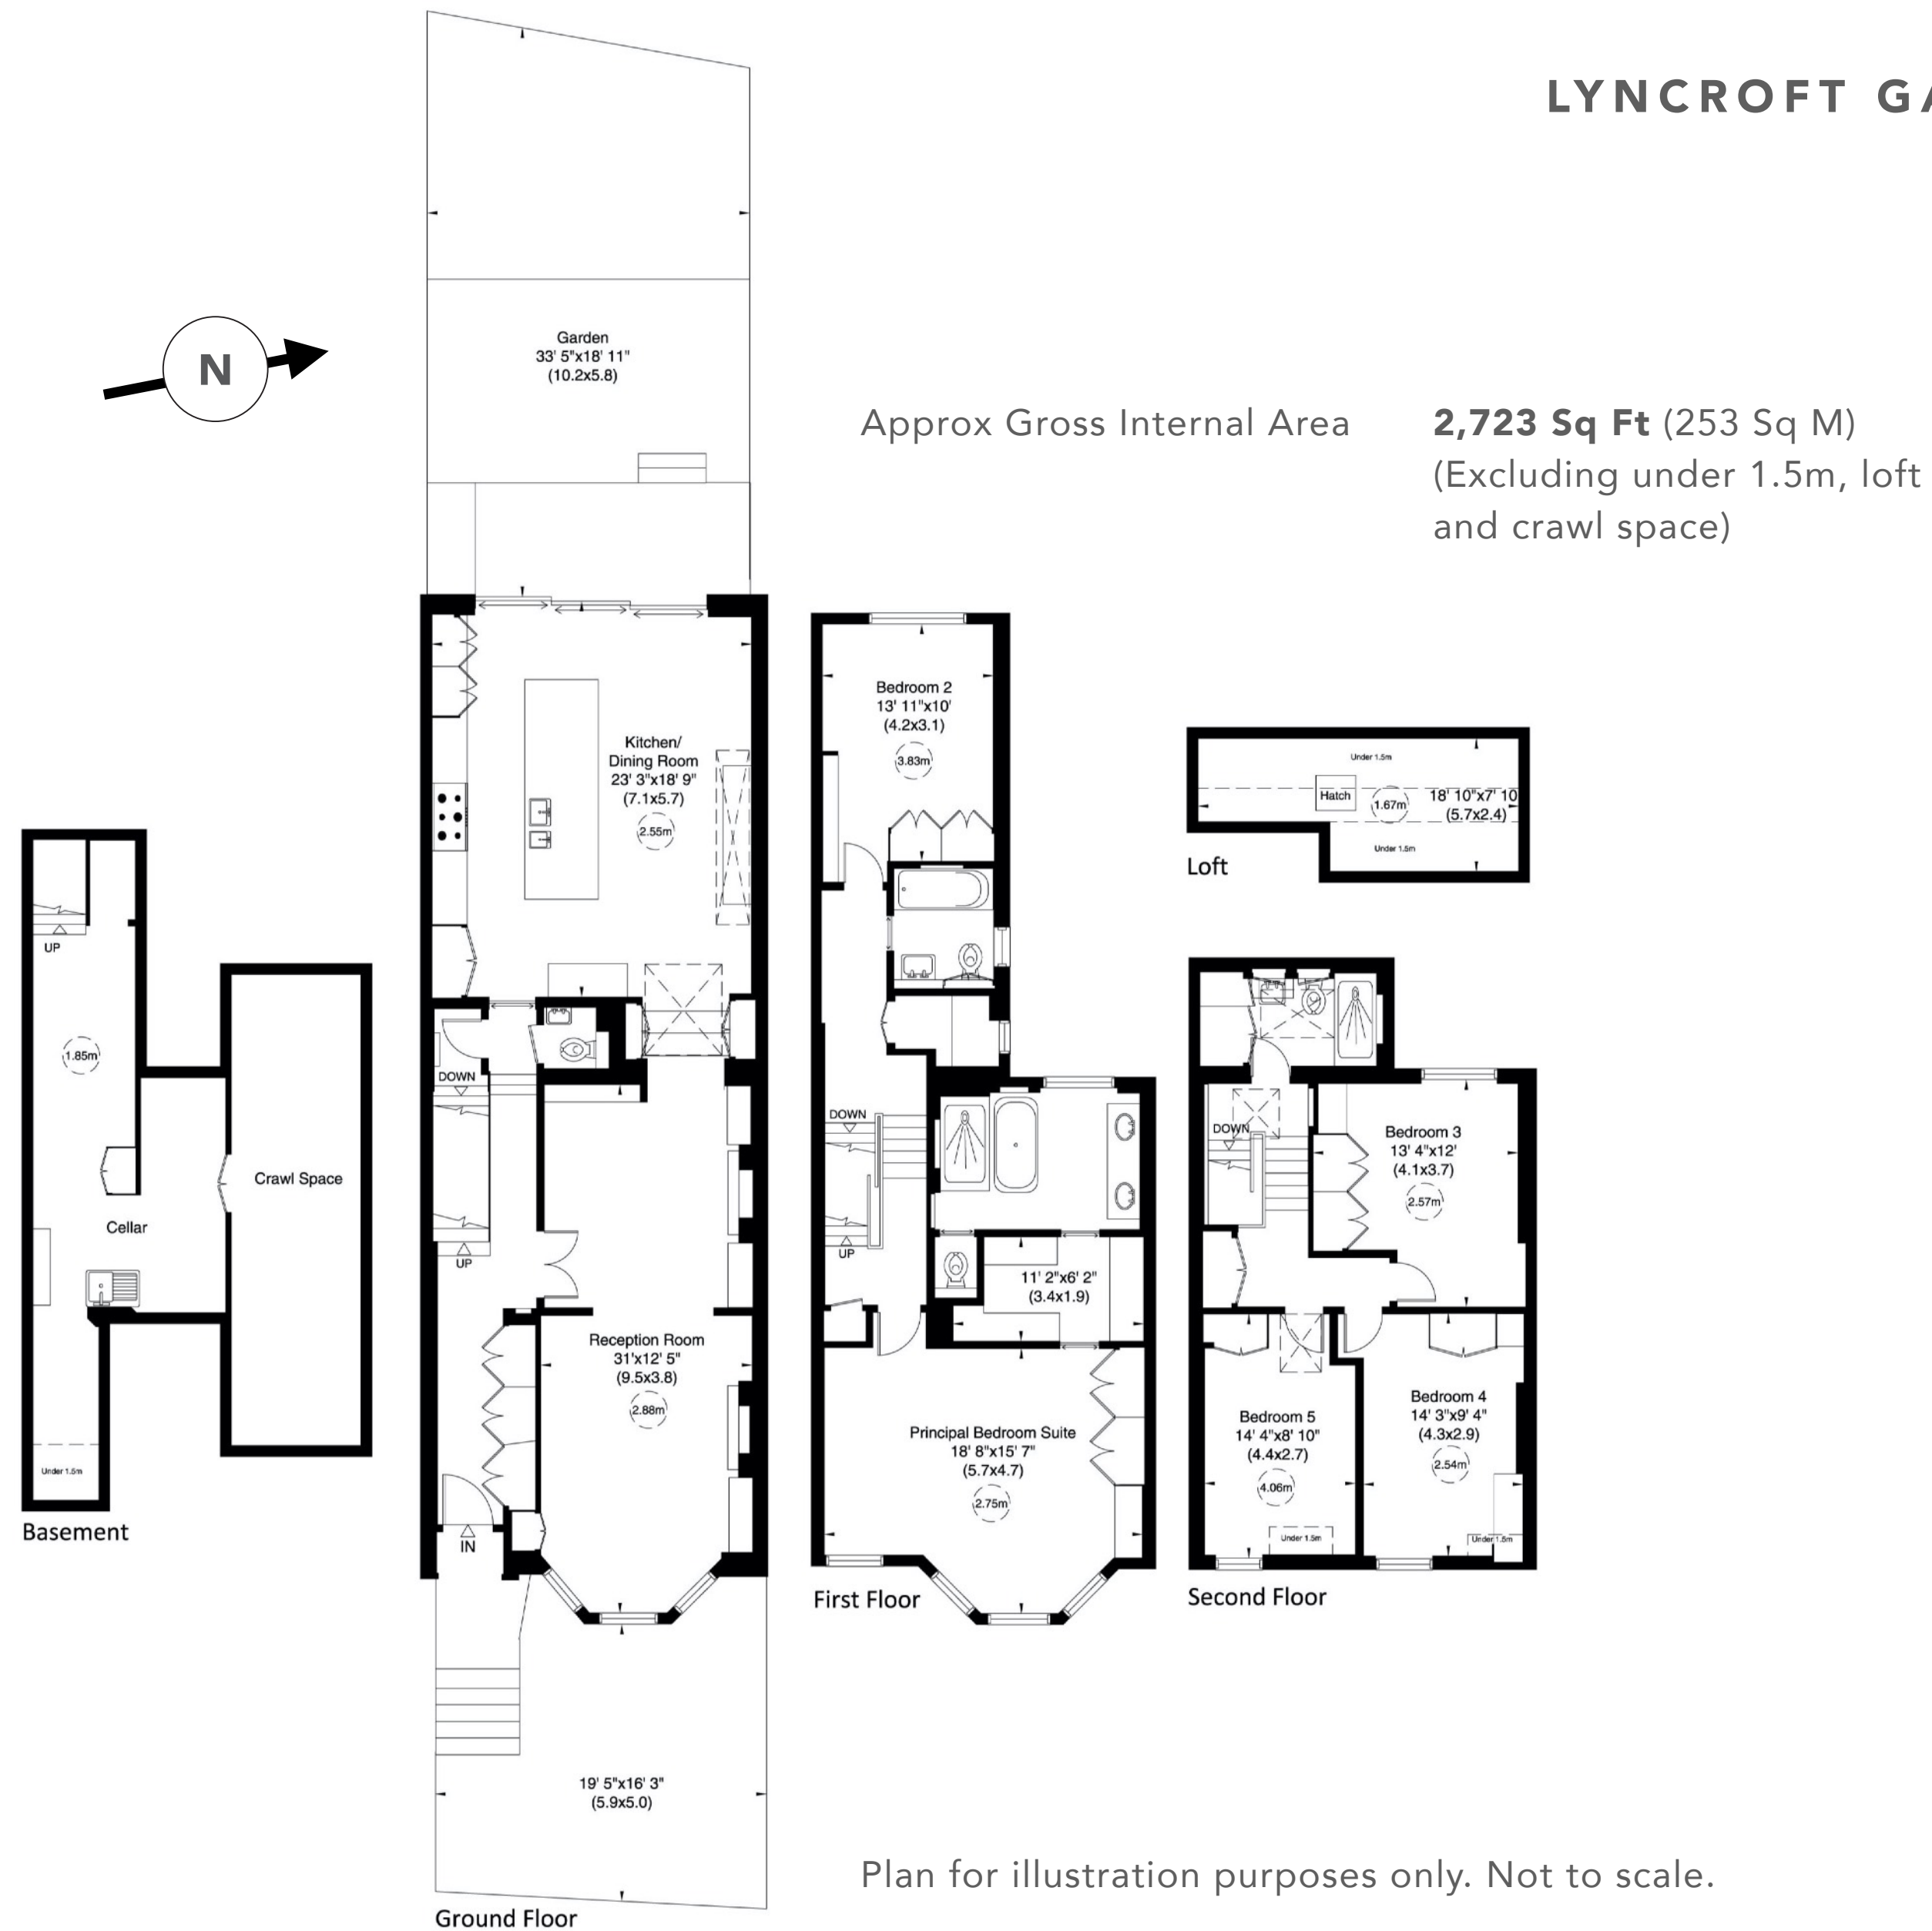 LYNCROFT GA
N
Approx Gross Internal Area
2,723 Sq Ft (253 Sq M)
(Excluding under 1.5m, loft
and crawl space)
Garden
33' 5"x18' 11"
(10.2x5.8)
Kitchen/
Dining Room
23' 3"x18' 9"
(7.1x5.7)
2.55m
DOWN
UP
Reception Room
31'x12' 5"
(9.5x3.8)
2.88m
IN
19' 5"x16' 3"
(5.9x5.0)
Ground Floor
UP
1.85m
Cellar
Crawl Space
Under 1.5m
Basement
Bedroom 2
13' 11"x10'
(4.2x3.1)
3.83m
DOWN
UP
11' 2"x6' 2"
(3.4x1.9)
Principal Bedroom Suite
18' 8"x15' 7"
(5.7x4.7)
2.75m
First Floor
Under 1.5m
Hatch
1.67m
18' 10"x7' 10
(5.7x2.4)
Under 1.5m
Loft
DOWN
Bedroom 3
13' 4"x12'
(4.1x3.7)
2.57m
Bedroom 4
14' 3"x9' 4"
(4.3x2.9)
2.54m
Under 1.5m
Bedroom 5
14' 4"x8' 10"
(4.4x2.7)
4.06m
Under 1.5m
Second Floor
Plan for illustration purposes only. Not to scale.